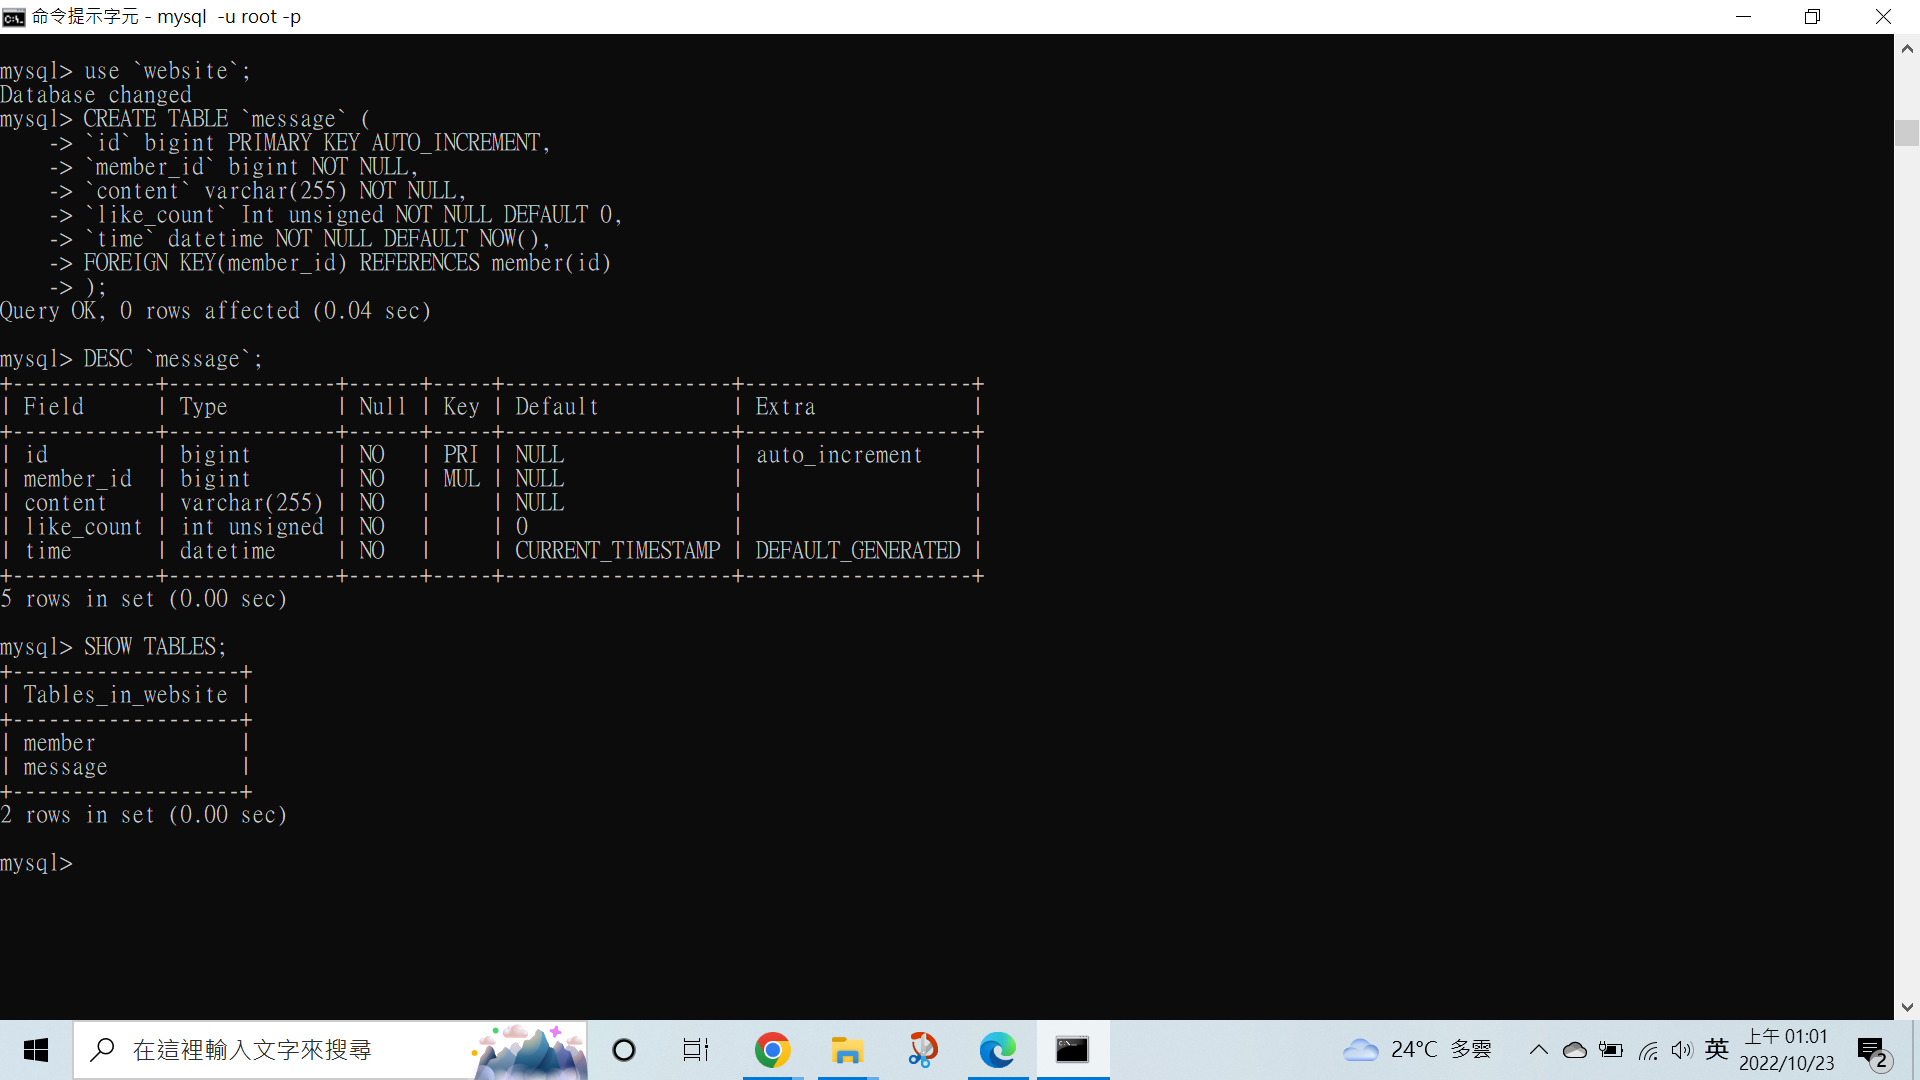 命令提示字元 - mysql  -u root -p
mysql> use `website`;
Database changed
mysql> CREATE TABLE `message` (
    -> `id` bigint PRIMARY KEY AUTO_INCREMENT,
    -> `member_id` bigint NOT NULL,
    -> `content` varchar(255) NOT NULL,
    -> `like_count` Int unsigned NOT NULL DEFAULT 0,
    -> `time` datetime NOT NULL DEFAULT NOW(),
    -> FOREIGN KEY(member_id) REFERENCES member(id)
    -> );
Query OK, 0 rows affected (0.04 sec)
mysql> DESC `message`;
+------------+--------------+------+-----+-------------------+-------------------+
| Field      | Type         | Null | Key | Default           | Extra             |
+------------+--------------+------+-----+-------------------+-------------------+
| id         | bigint       | NO   | PRI | NULL              | auto_increment    |
| member_id  | bigint       | NO   | MUL | NULL              |                   |
| content    | varchar(255) | NO   |     | NULL              |                   |
| like_count | int unsigned | NO   |     | 0                 |                   |
| time       | datetime     | NO   |     | CURRENT_TIMESTAMP | DEFAULT_GENERATED |
+------------+--------------+------+-----+-------------------+-------------------+
5 rows in set (0.00 sec)
mysql> SHOW TABLES;
+-------------------+
| Tables_in_website |
+-------------------+
| member            |
| message           |
+-------------------+
2 rows in set (0.00 sec)
mysql>
在這裡輸入文字來搜尋
24°C 多雲
英
上午 01:01
2022/10/23
2